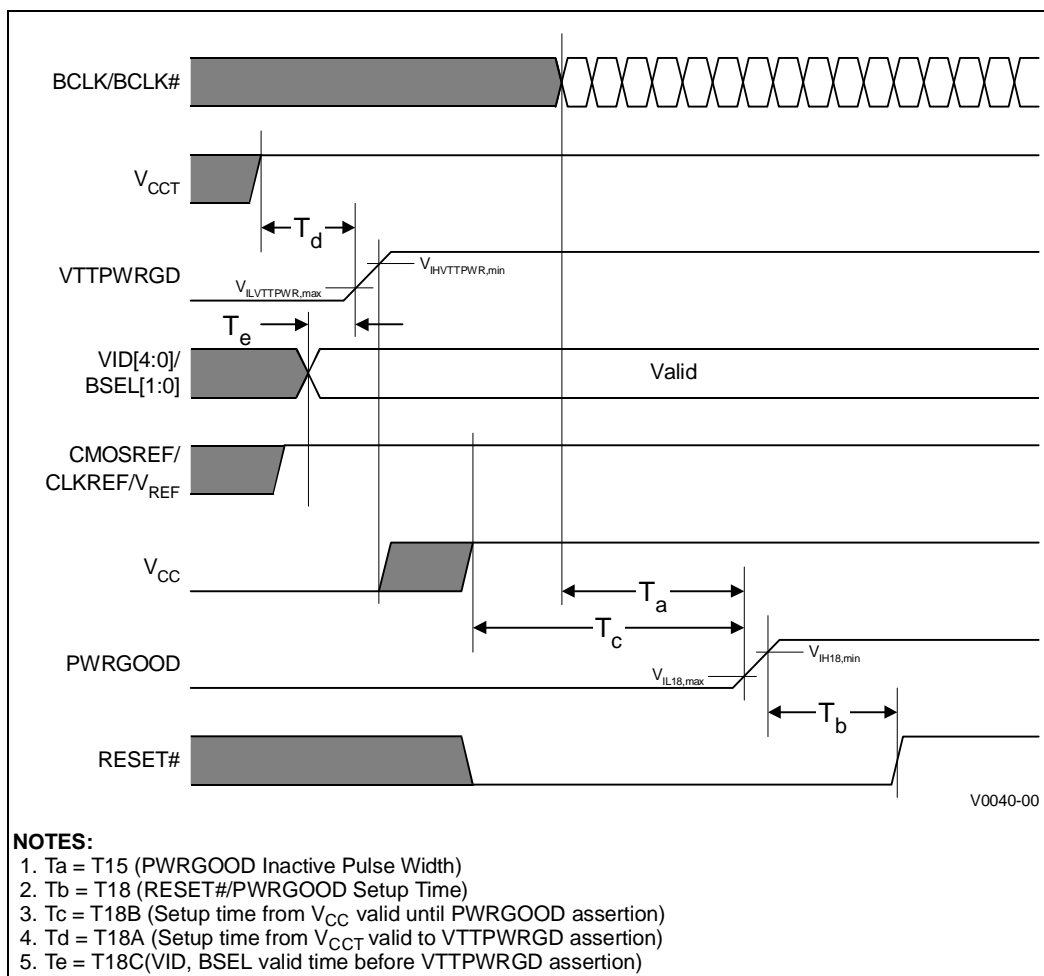 BCLK/BCLK#
VCCT
Td
VTTPWRGD
VIHVTTPWR,min
VILVTTPWR,max
Te
VID[4:0]/
BSEL[1:0]
Valid
CMOSREF/
CLKREF/VREF
VCC
Ta
Tc
PWRGOOD
VIH18,min
VIL18,max
Tb
RESET#
V0040-00
NOTES:
1. Ta = T15 (PWRGOOD Inactive Pulse Width)
2. Tb = T18 (RESET#/PWRGOOD Setup Time)
3. Tc = T18B (Setup time from VCC valid until PWRGOOD assertion)
4. Td = T18A (Setup time from VCCT valid to VTTPWRGD assertion)
5. Te = T18C(VID, BSEL valid time before VTTPWRGD assertion)